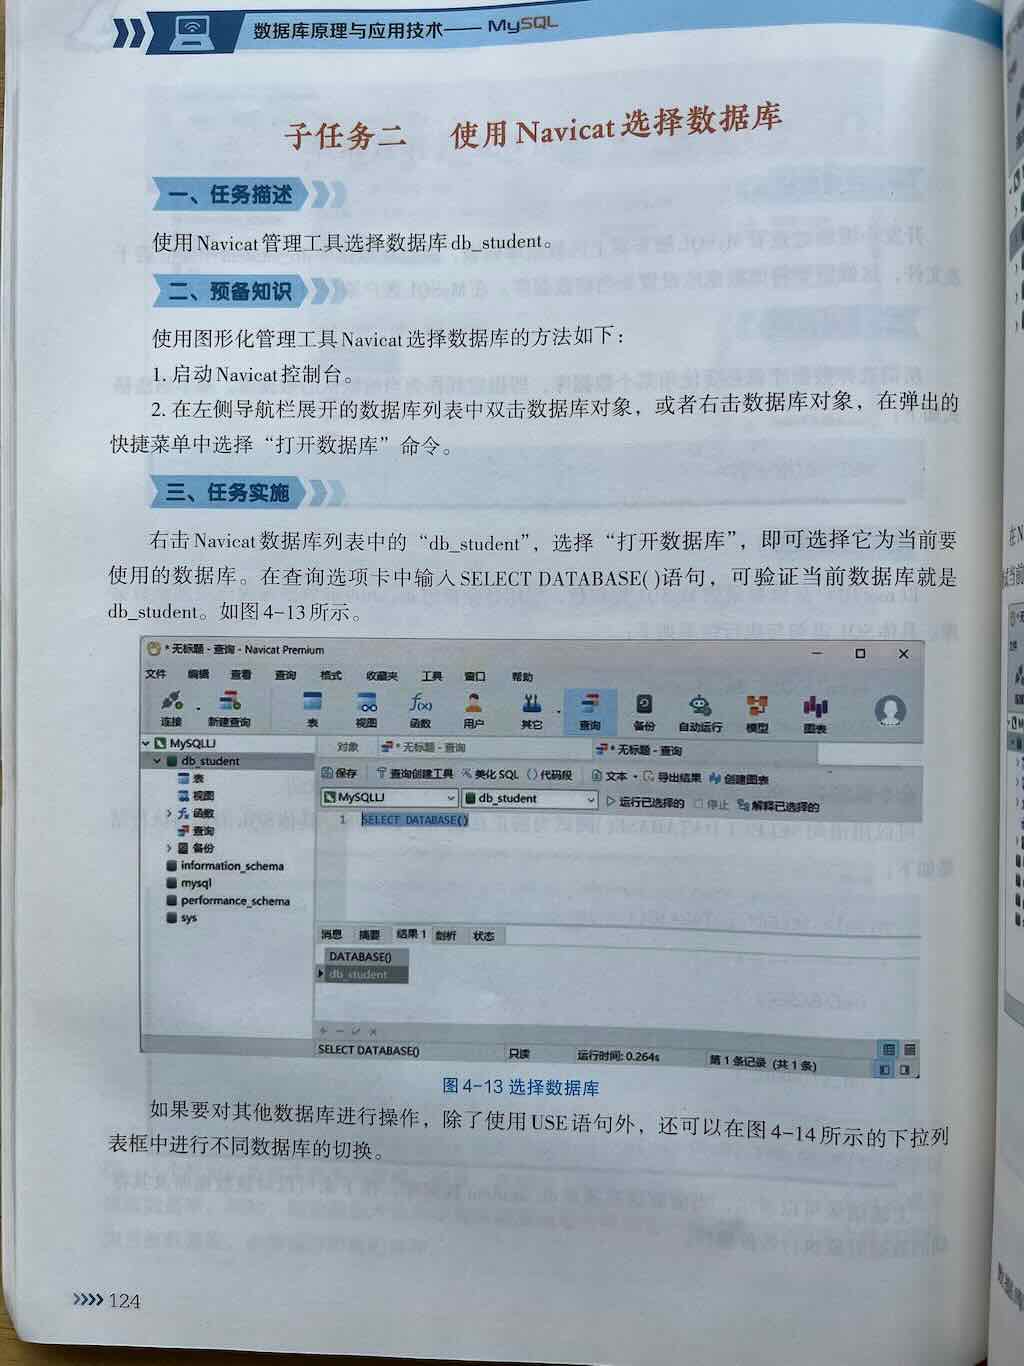 数据库原理与应用技术—— MySQL
子任务二 使用Navicat选择数据库
一、任务描述
使用Navicat管理工具选择数据库db_student。
二、预备知识
使用图形化管理工具Navicat选择数据库的方法如下：
1. 启动Navicat控制台。
2. 在左侧导航栏展开的数据库列表中双击数据库对象，或者右击数据库对象，在弹出的
快捷菜单中选择“打开数据库”命令。
三、任务实施
右击Navicat数据库列表中的“db_student”，选择“打开数据库”，即可选择它为当前要
使用的数据库。在查询选项卡中输入SELECT DATABASE( )语句，可验证当前数据库就是
db_student。如图4-13所示。
* 无标题 - 查询 - Navicat Premium
文件 编辑 查看 查询 格式 收藏夹 工具 窗口 帮助
连接 新建查询 表 视图 函数 用户 其它 查询 备份 自动运行 模型 图表
MySQLLJ
db_student
表
视图
函数
查询
备份
information_schema
mysql
performance_schema
sys
对象 * 无标题 - 查询 * 无标题 - 查询
保存 查询创建工具 美化 SQL () 代码段 文本 导出结果 创建图表
MySQLLJ db_student 运行已选择的 停止 解释已选择的
1 SELECT DATABASE()
消息 摘要 结果 1 剖析 状态
DATABASE()
db_student
SELECT DATABASE() 只读 运行时间: 0.264s 第 1 条记录 (共 1 条)
图4-13 选择数据库
如果要对其他数据库进行操作，除了使用USE语句外，还可以在图4-14所示的下拉列
表框中进行不同数据库的切换。
124